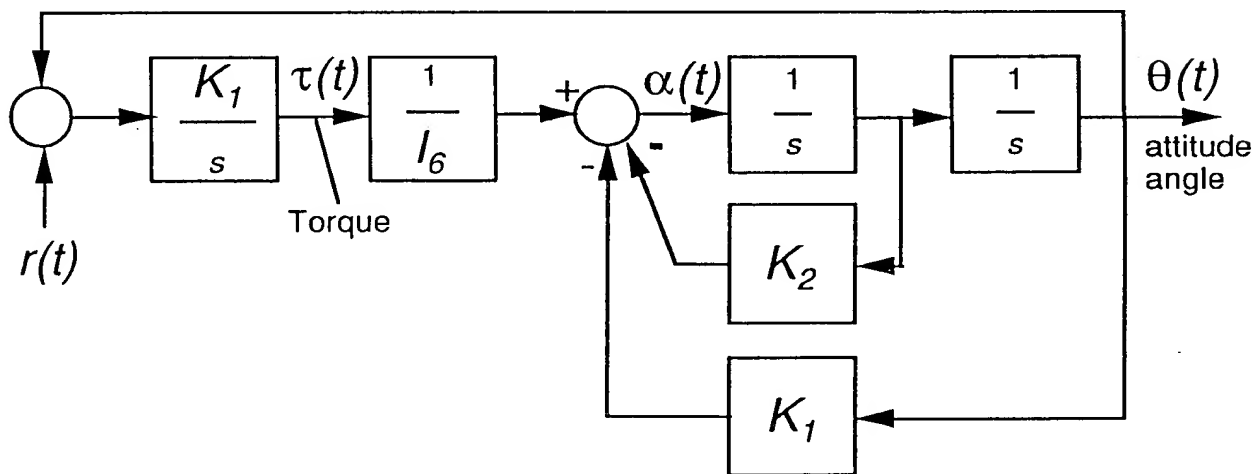 K₁
s
τ(t)
1
I₆
+
-
-
α(t)
1
s
1
s
θ(t)
attitude
angle
Torque
r(t)
K₂
K₁